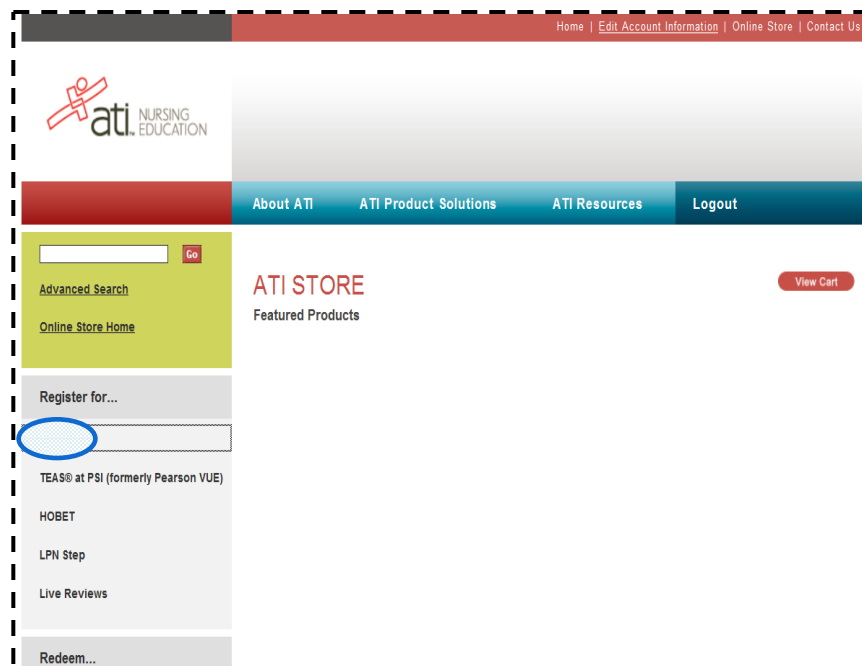 Home | Edit Account Information | Online Store | Contact Us
ati NURSING EDUCATION
About ATI ATI Product Solutions ATI Resources Logout
Go
Advanced Search
Online Store Home
ATI STORE
View Cart
Featured Products
Register for...
TEAS® at PSI (formerly Pearson VUE)
HOBET
LPN Step
Live Reviews
Redeem...